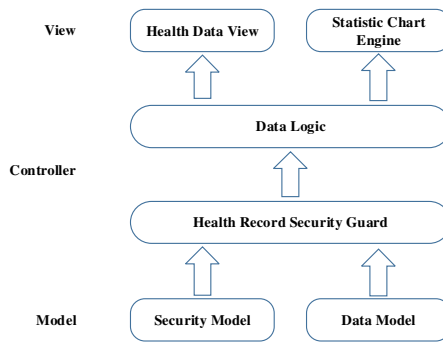 View
Health Data View
Statistic Chart
Engine
Data Logic
Controller
Health Record Security Guard
Model
Security Model
Data Model